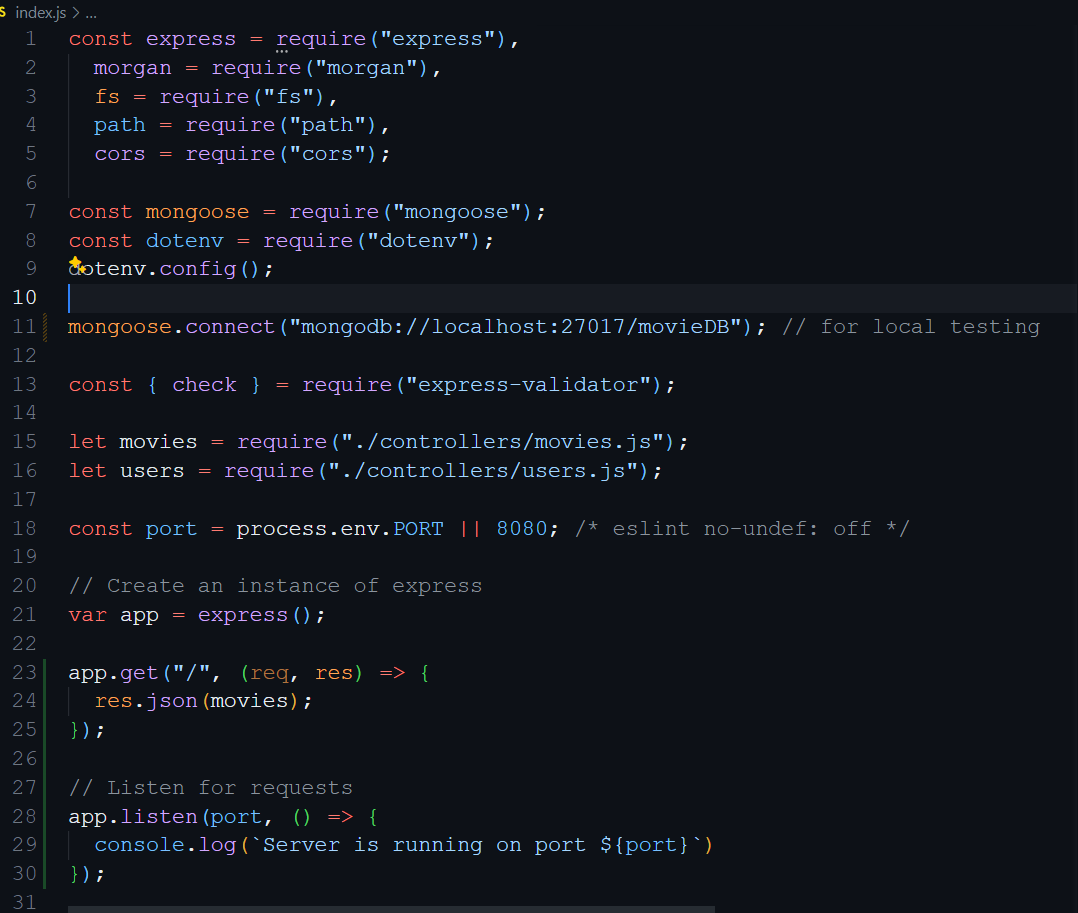 index.js > ...
1 const express = require("express"),
2 morgan = require("morgan"),
3 fs = require("fs"),
4 path = require("path"),
5 cors = require("cors");
6
7 const mongoose = require("mongoose");
8 const dotenv = require("dotenv");
9 dotenv.config();
10
11 mongoose.connect("mongodb://localhost:27017/movieDB"); // for local testing
12
13 const { check } = require("express-validator");
14
15 let movies = require("./controllers/movies.js");
16 let users = require("./controllers/users.js");
17
18 const port = process.env.PORT || 8080; /* eslint no-undef: off */
19
20 // Create an instance of express
21 var app = express();
22
23 app.get("/", (req, res) => {
24 res.json(movies);
25 });
26
27 // Listen for requests
28 app.listen(port, () => {
29 console.log(`Server is running on port ${port}`)
30 });
31